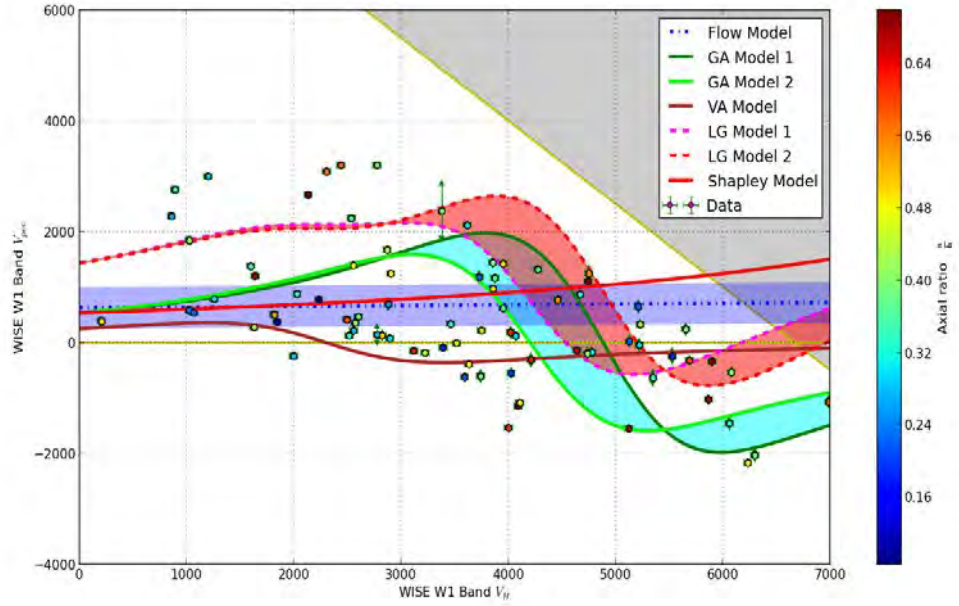 6000
4000
2000
0
−2000
−4000
WISE W1 Band V_pec
0 1000 2000 3000 4000 5000 6000 7000
WISE W1 Band V_H
Flow Model
GA Model 1
GA Model 2
VA Model
LG Model 1
LG Model 2
Shapley Model
Data
0.64
0.56
0.48
0.40
0.32
0.24
0.16
Axial ratio